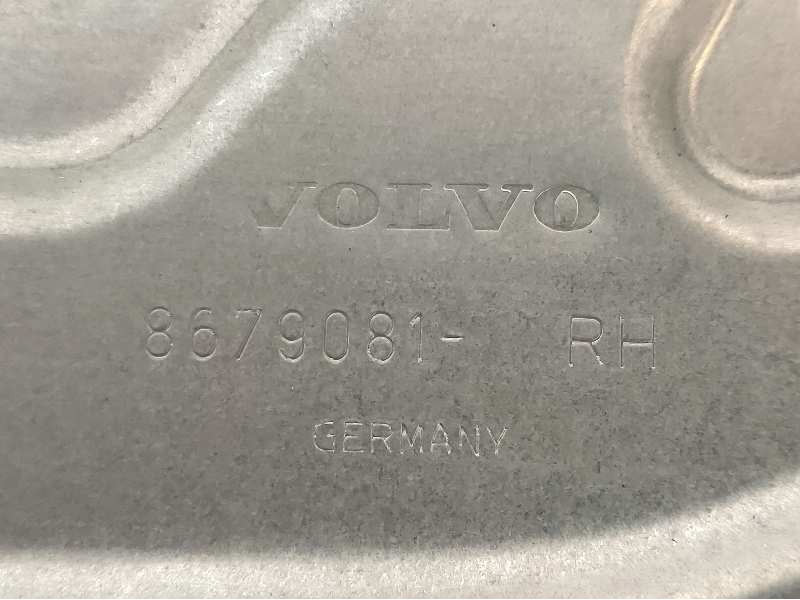 VOLVO
8679081- RH
GERMANY